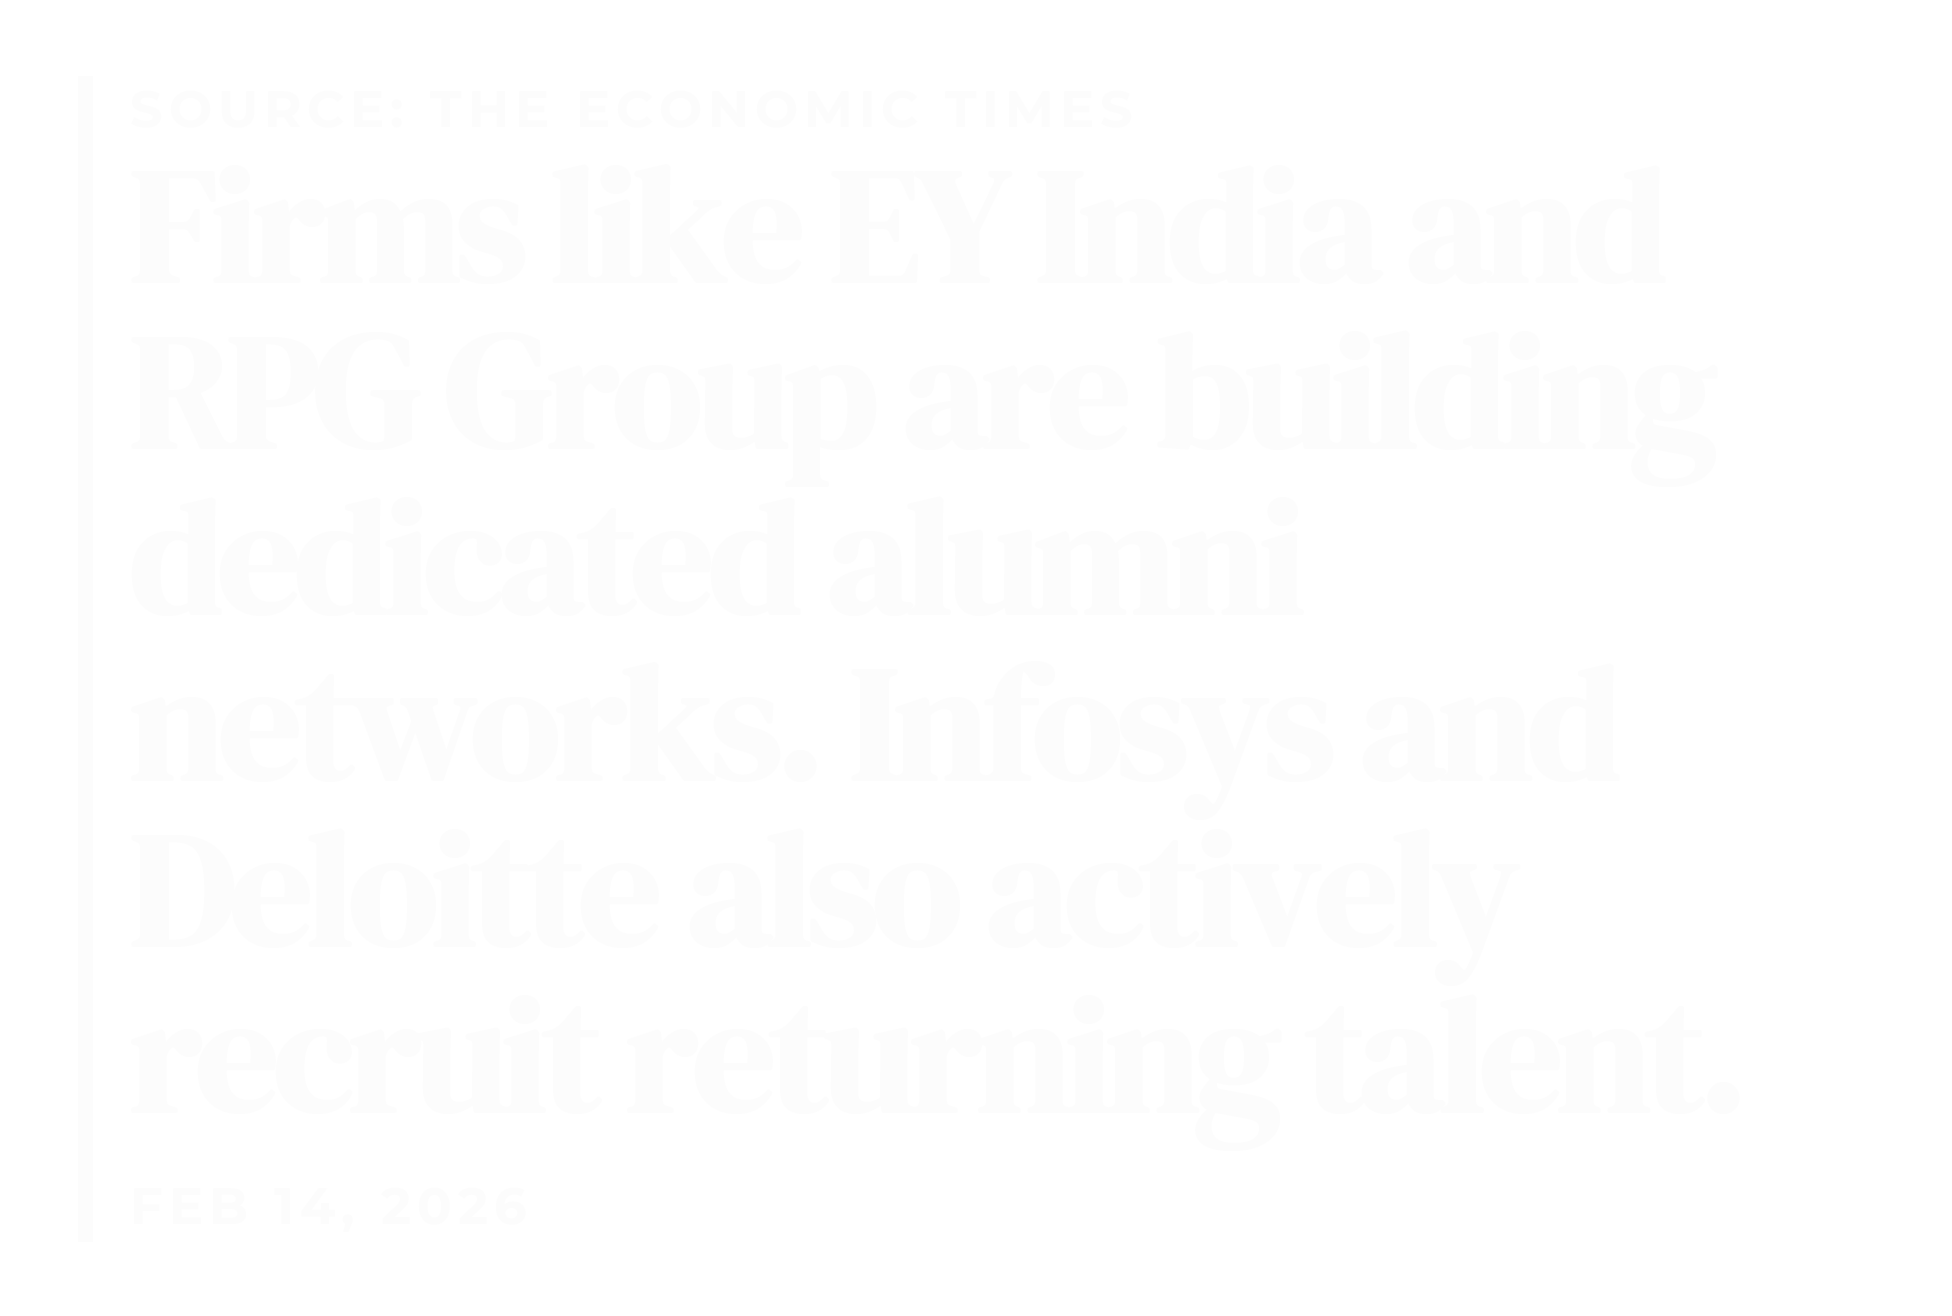 SOURCE: THE ECONOMIC TIMES
Firms like EY India and
RPG Group are building
dedicated alumni
networks. Infosys and
Deloitte also actively
recruit returning talent.
FEB 14, 2026